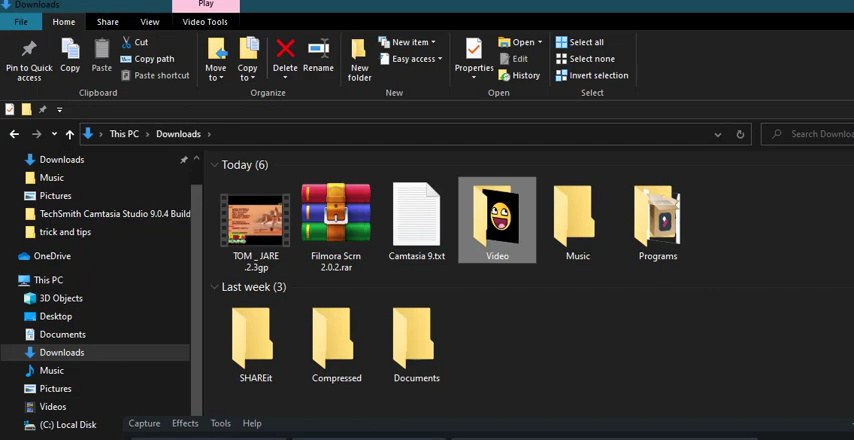 Downloads
Play
File
Home
Share
View
Video Tools
Pin to Quick
access
Copy
Paste
Cut
Copy path
Paste shortcut
Clipboard
Move
to
Copy
to
Delete
Rename
Organize
New
folder
New item
Easy access
New
Properties
Open
Edit
History
Open
Select all
Select none
Invert selection
Select
This PC
Downloads
Search Downloa
Downloads
Music
Pictures
TechSmith Camtasia Studio 9.0.4 Build
trick and tips
OneDrive
This PC
3D Objects
Desktop
Documents
Downloads
Music
Pictures
Videos
(C:) Local Disk
Today (6)
TOM _ JARE
.2.3gp
Filmora Scrn
2.0.2.rar
Camtasia 9.txt
Video
Music
Programs
Last week (3)
SHAREit
Compressed
Documents
Capture
Effects
Tools
Help